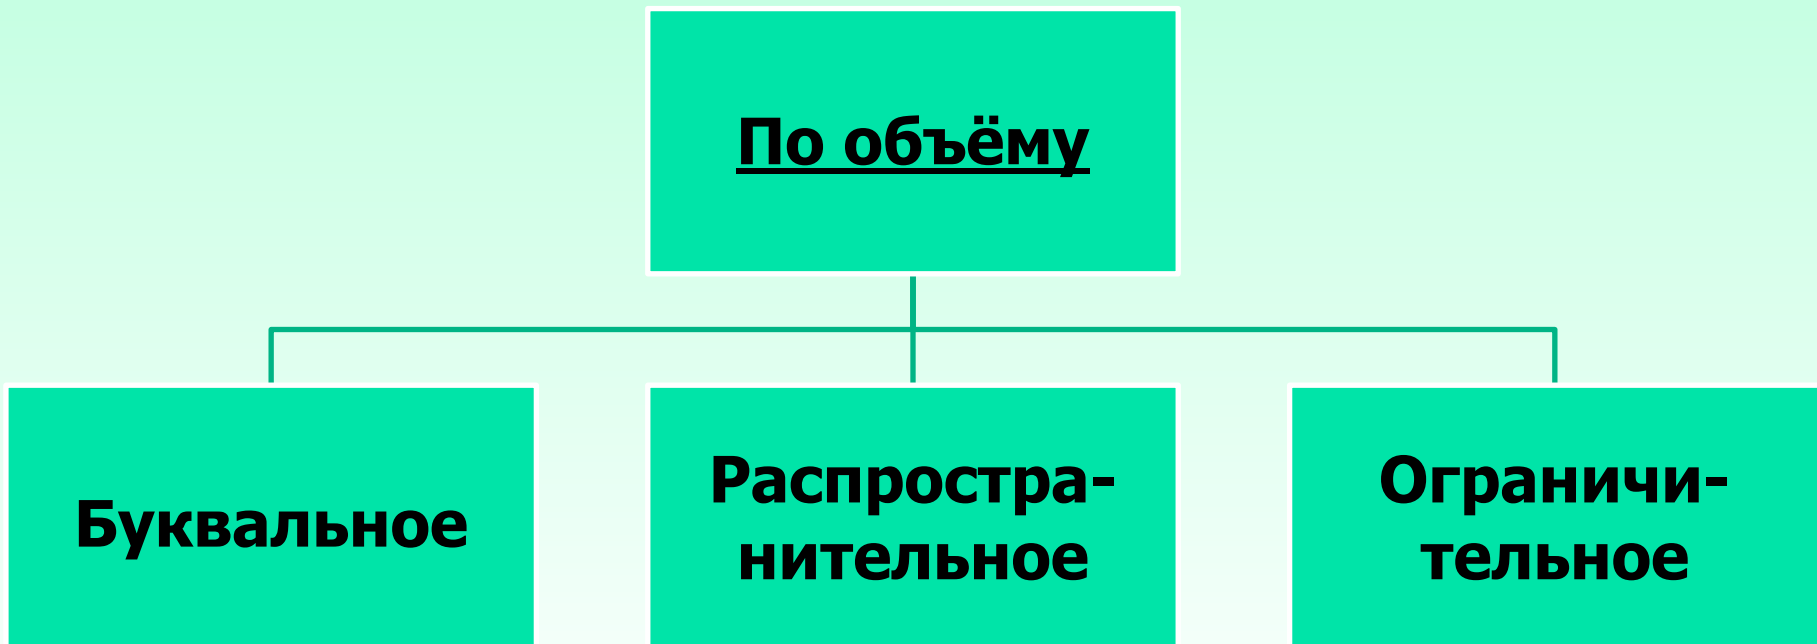 По объёму
Буквальное
Распростра-
нительное
Ограничи-
тельное